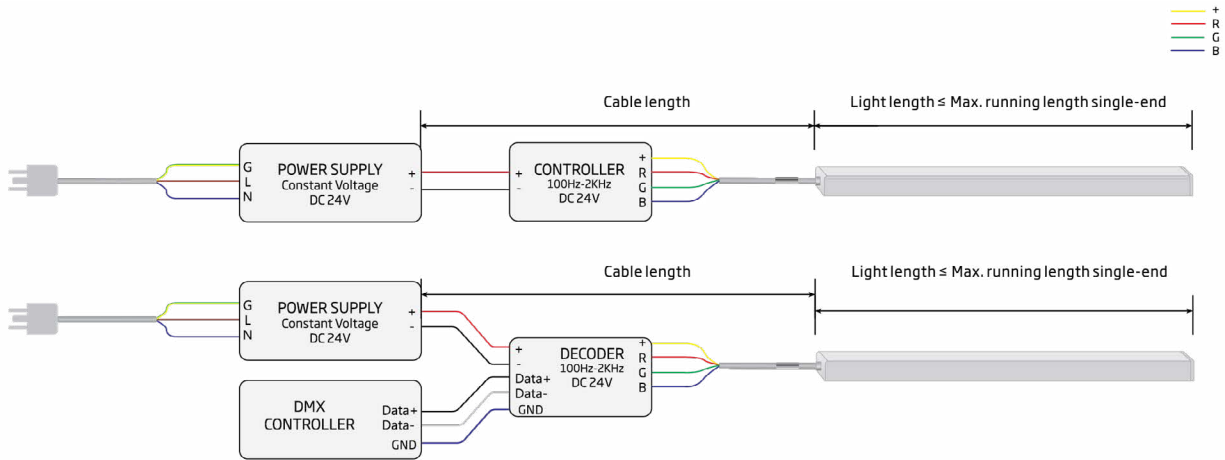 +
R
G
B
Cable length
Light length ≤ Max. running length single-end
G
L
N
POWER SUPPLY
Constant Voltage
DC 24V
+
-
+
-
CONTROLLER
100Hz-2KHz
DC 24V
+
R
G
B
Cable length
Light length ≤ Max. running length single-end
G
L
N
POWER SUPPLY
Constant Voltage
DC 24V
+
-
+
-
Data+
Data-
GND
DECODER
100Hz-2KHz
DC 24V
+
R
G
B
DMX
CONTROLLER
Data+
Data-
GND